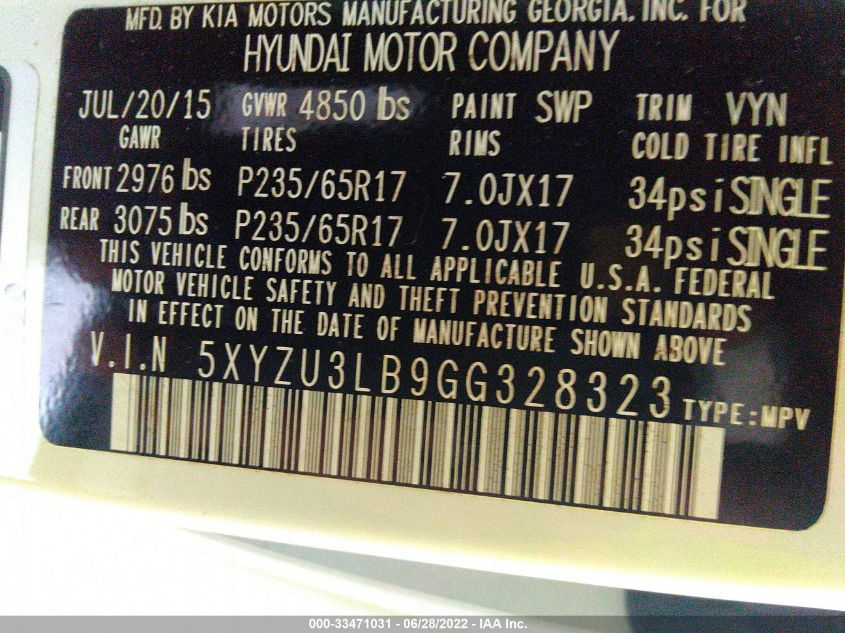 MFD. BY KIA MOTORS MANUFACTURING GEORGIA. INC. FOR
HYUNDAI MOTOR COMPANY
JUL/20/15 GVWR 4850 lbs PAINT SWP TRIM VYN
GAWR TIRES RIMS COLD TIRE INFL
FRONT 2976 lbs P235/65R17 7.0JX17 34psi SINGLE
REAR 3075 lbs P235/65R17 7.0JX17 34psi SINGLE
THIS VEHICLE CONFORMS TO ALL APPLICABLE U.S.A. FEDERAL
MOTOR VEHICLE SAFETY AND THEFT PREVENTION STANDARDS
IN EFFECT ON THE DATE OF MANUFACTURE SHOWN ABOVE
V.I.N 5XYZU3LB9GG328323 TYPE:MPV
000-33471031 - 06/28/2022 - IAA Inc.